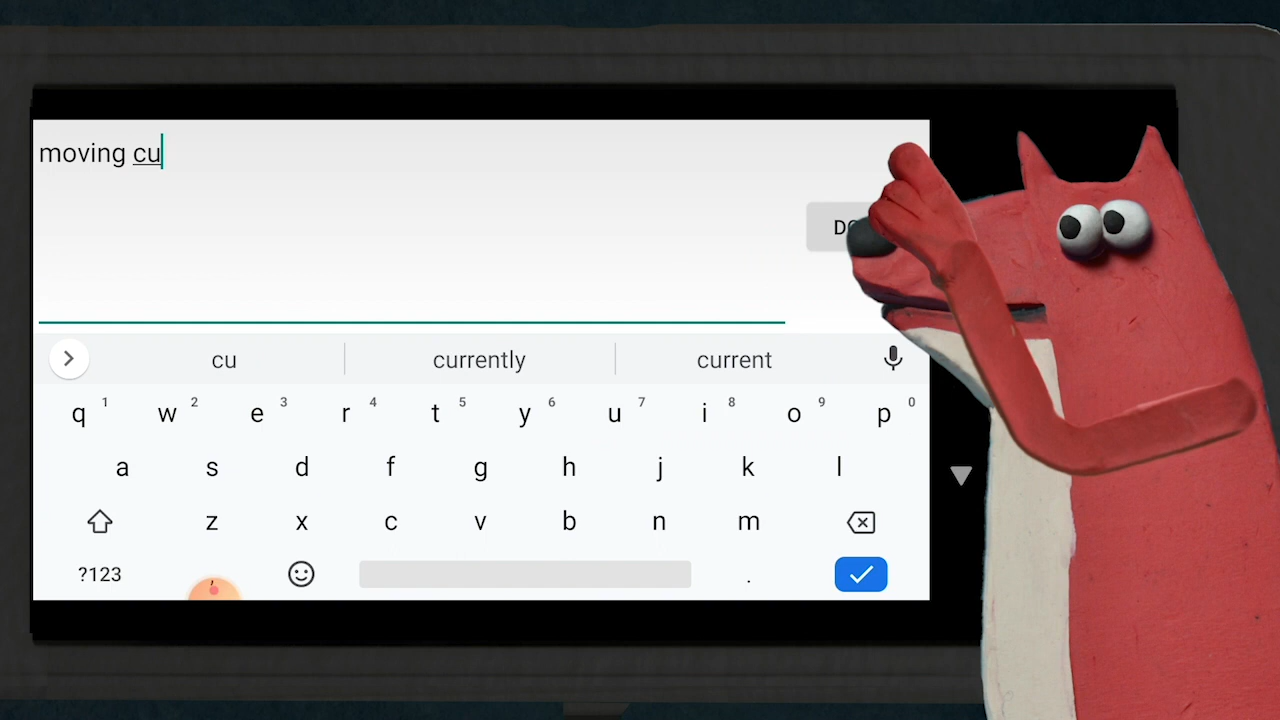 moving cu
cu currently current
q 1 w 2 e 3 r 4 t 5 y 6 u 7 i 8 o 9 p 0
a s d f g h j k l
z x c v b n m
?123 , .